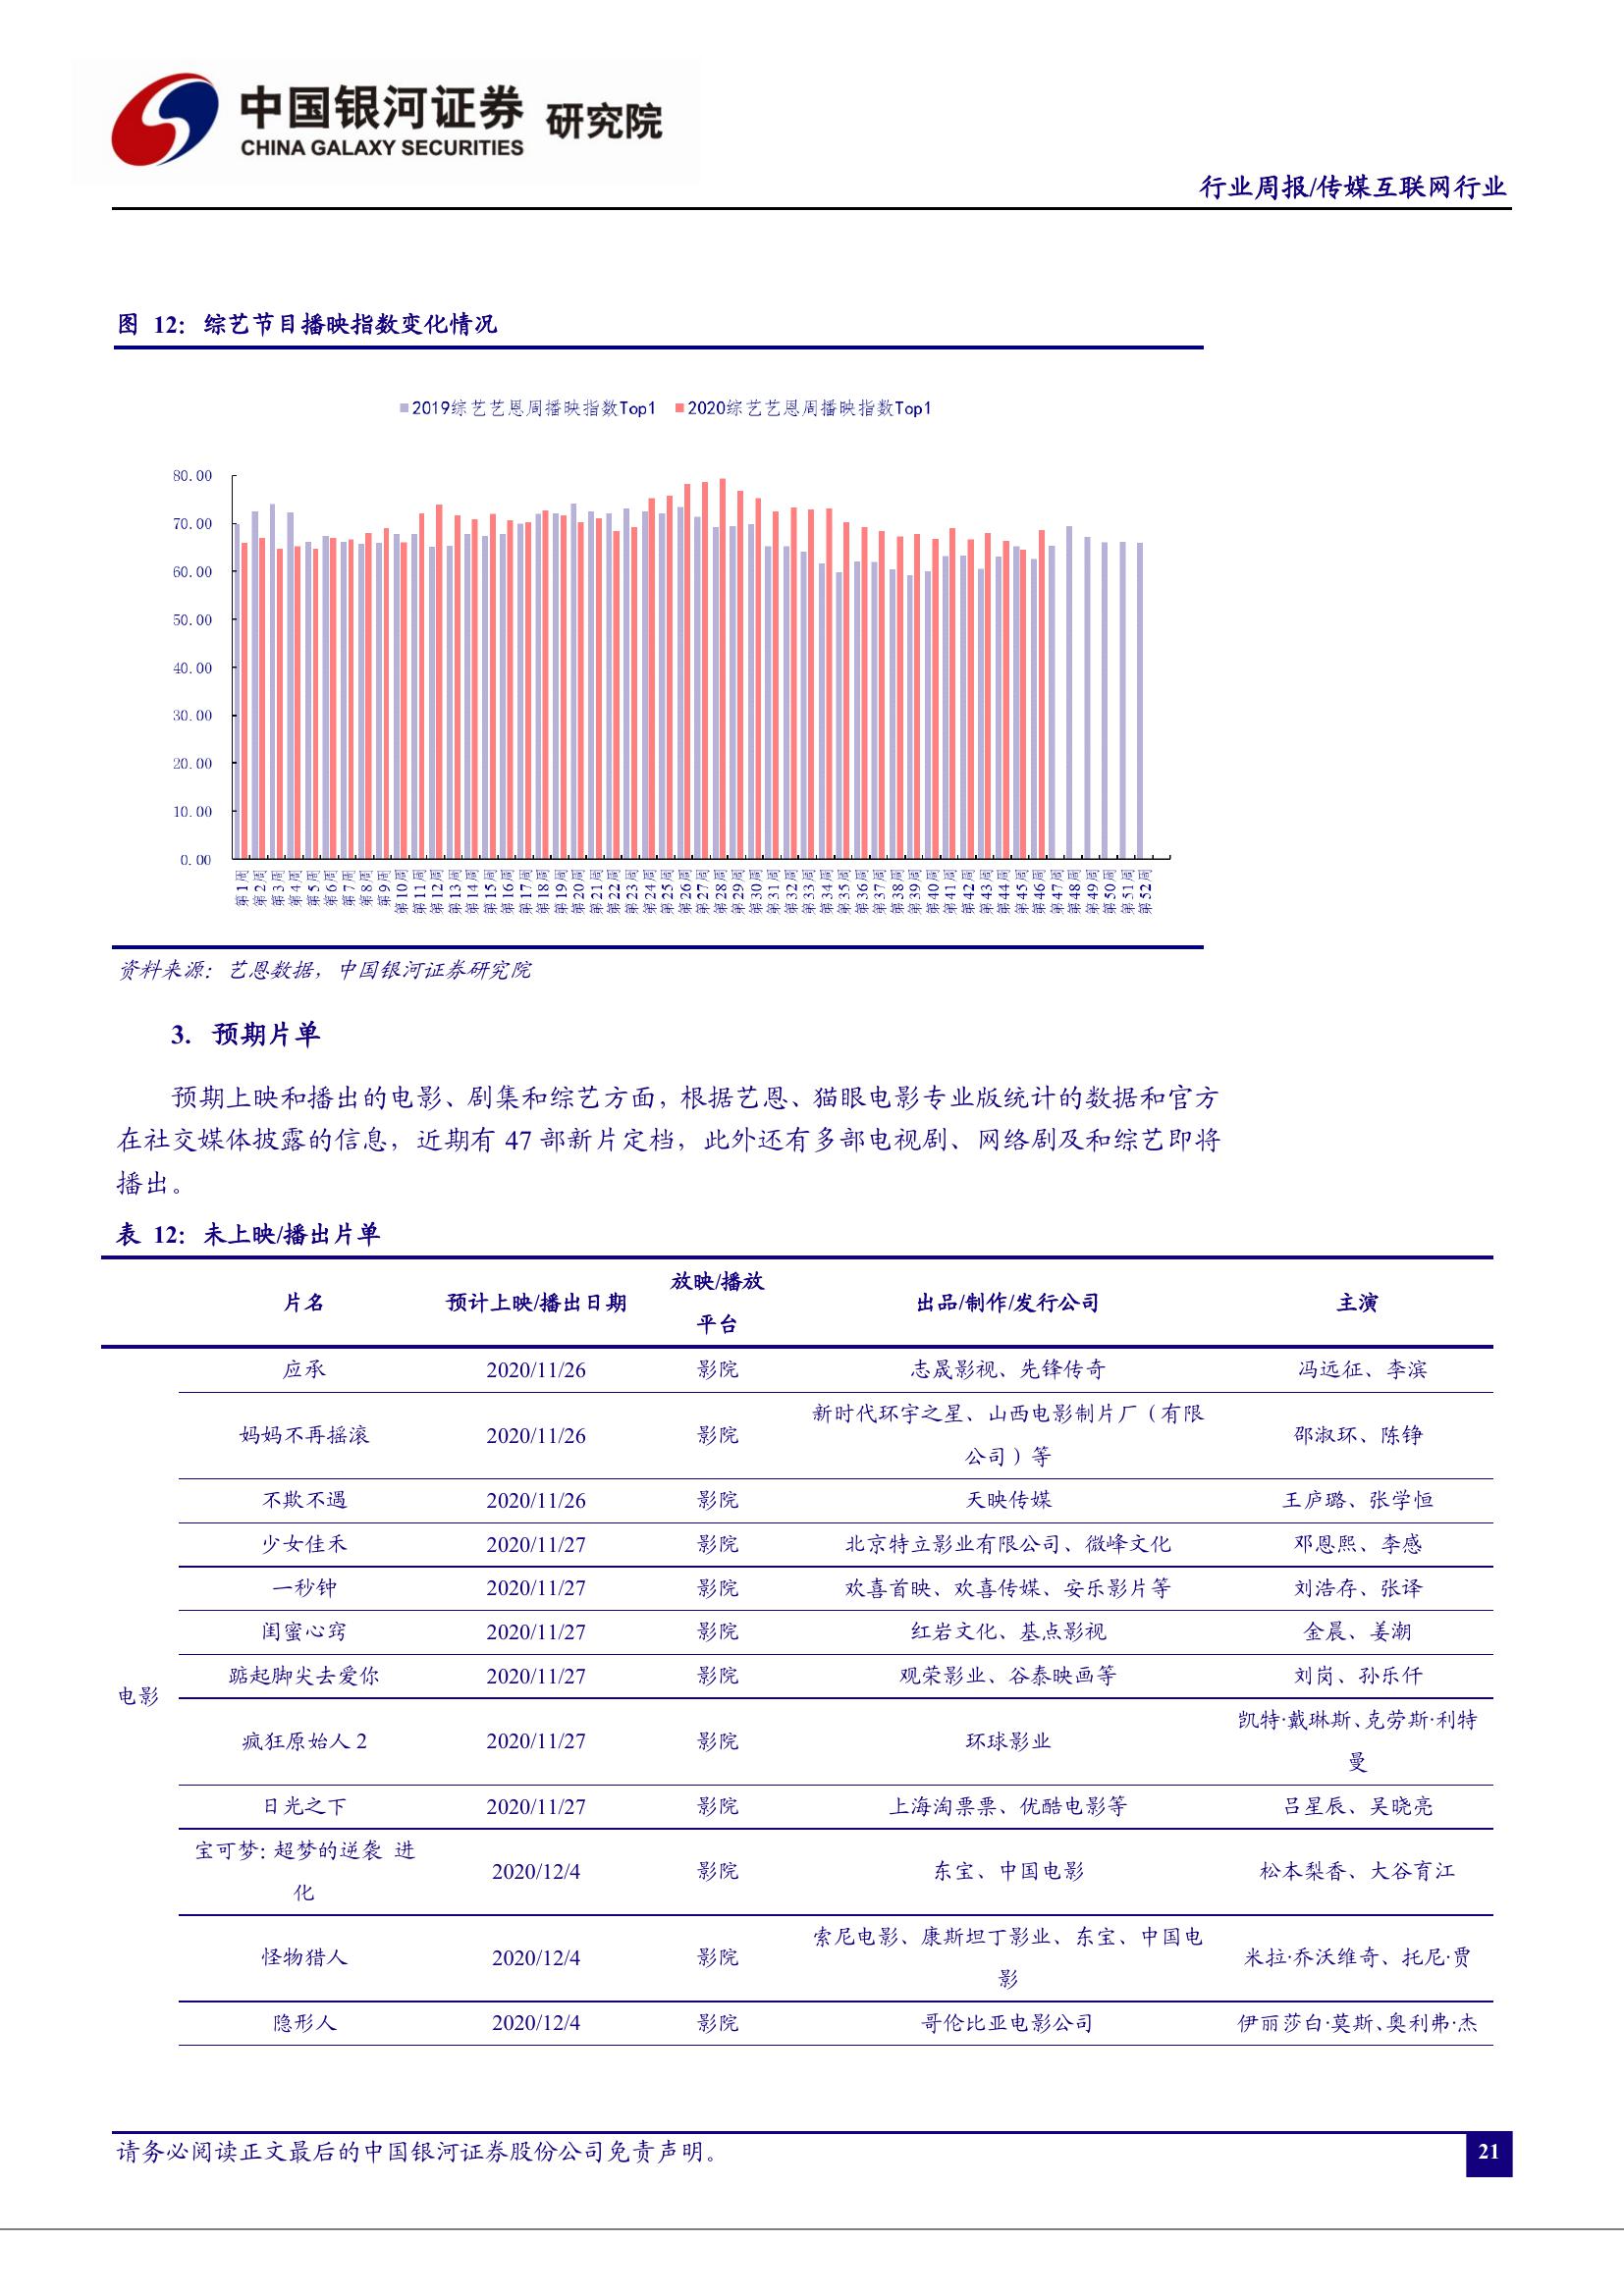 中国银河证券 研究院
CHINA GALAXY SECURITIES
行业周报/传媒互联网行业
图 12：综艺节目播映指数变化情况
2019综艺艺恩周播映指数Top1 2020综艺艺恩周播映指数Top1
80.00
70.00
60.00
50.00
40.00
30.00
20.00
10.00
0.00
第1周 第2周 第3周 第4周 第5周 第6周 第7周 第8周 第9周 第10周 第11周 第12周 第13周 第14周 第15周 第16周 第17周 第18周 第19周 第20周 第21周 第22周 第23周 第24周 第25周 第26周 第27周 第28周 第29周 第30周 第31周 第32周 第33周 第34周 第35周 第36周 第37周 第38周 第39周 第40周 第41周 第42周 第43周 第44周 第45周 第46周 第47周 第48周 第49周 第50周 第51周 第52周
资料来源：艺恩数据，中国银河证券研究院
3. 预期片单
预期上映和播出的电影、剧集和综艺方面，根据艺恩、猫眼电影专业版统计的数据和官方
在社交媒体披露的信息，近期有 47 部新片定档，此外还有多部电视剧、网络剧及和综艺即将
播出。
表 12：未上映/播出片单
片名 预计上映/播出日期 放映/播放 出品/制作/发行公司 主演
平台
应承 2020/11/26 影院 志晟影视、先锋传奇 冯远征、李滨
妈妈不再摇滚 2020/11/26 影院 新时代环宇之星、山西电影制片厂（有限 邵淑环、陈铮
公司）等
不欺不遇 2020/11/26 影院 天映传媒 王庐璐、张学恒
少女佳禾 2020/11/27 影院 北京特立影业有限公司、微峰文化 邓恩熙、李感
一秒钟 2020/11/27 影院 欢喜首映、欢喜传媒、安乐影片等 刘浩存、张译
闺蜜心窍 2020/11/27 影院 红岩文化、基点影视 金晨、姜潮
踮起脚尖去爱你 2020/11/27 影院 观荣影业、谷泰映画等 刘岗、孙乐仟
电影
疯狂原始人 2 2020/11/27 影院 环球影业 凯特·戴琳斯、克劳斯·利特
曼
日光之下 2020/11/27 影院 上海淘票票、优酷电影等 吕星辰、吴晓亮
宝可梦：超梦的逆袭 进 2020/12/4 影院 东宝、中国电影 松本梨香、大谷育江
化
怪物猎人 2020/12/4 影院 索尼电影、康斯坦丁影业、东宝、中国电 米拉·乔沃维奇、托尼·贾
影
隐形人 2020/12/4 影院 哥伦比亚电影公司 伊丽莎白·莫斯、奥利弗·杰
请务必阅读正文最后的中国银河证券股份公司免责声明。
21